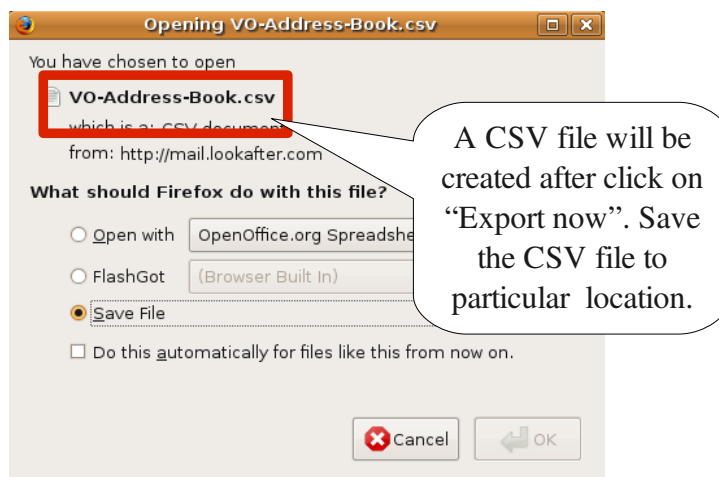 Opening VO-Address-Book.csv
You have chosen to open
VO-Address-Book.csv
which is a: CSV document
from: http://mail.lookafter.com
What should Firefox do with this file?
Open with OpenOffice.org
FlashGot (Browser Built In)
Save File
Do this automatically for files like this from now on.
Cancel OK
A CSV file will be
created after click on
“Export now”. Save
the CSV file to
particular location.